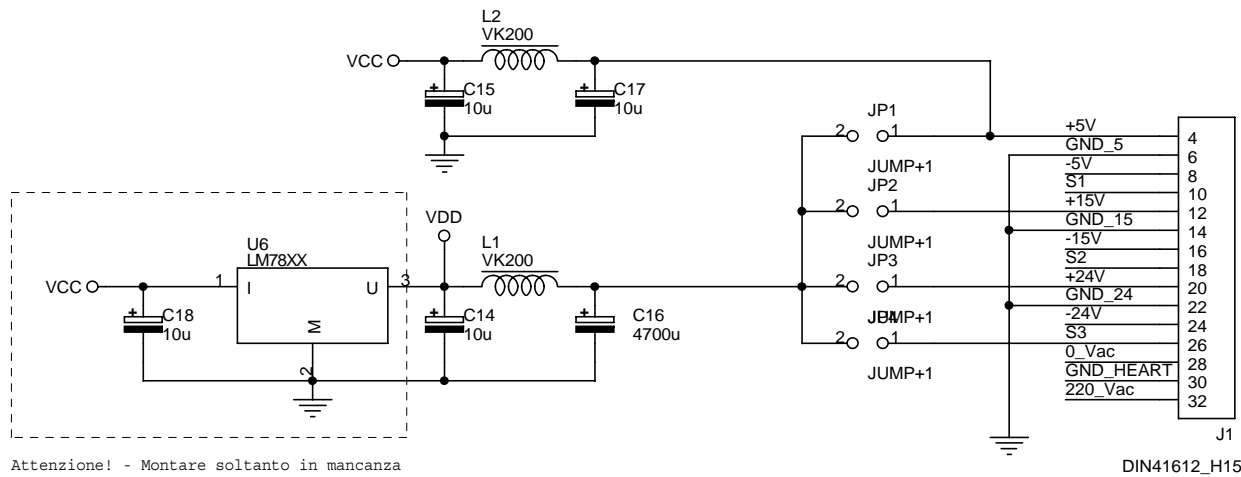 L2
VK200
VCC
+ C15
10u
+ C17
10u
JP1
2 1
JUMP+1
JP2
2 1
JUMP+1
JP3
2 1
JUMP+1
JP4
2 1
JUMP+1
+5V
4
GND_5
6
-5V
8
S1
10
+15V
12
GND_15
14
-15V
16
S2
18
+24V
20
GND_24
22
-24V
24
S3
26
0_Vac
28
GND_HEART
30
220_Vac
32
J1
DIN41612_H15
VDD
L1
VK200
U6
LM78XX
VCC
1
I
U
3
M
2
+ C18
10u
+ C14
10u
+ C16
4700u
Attenzione! - Montare soltanto in mancanza